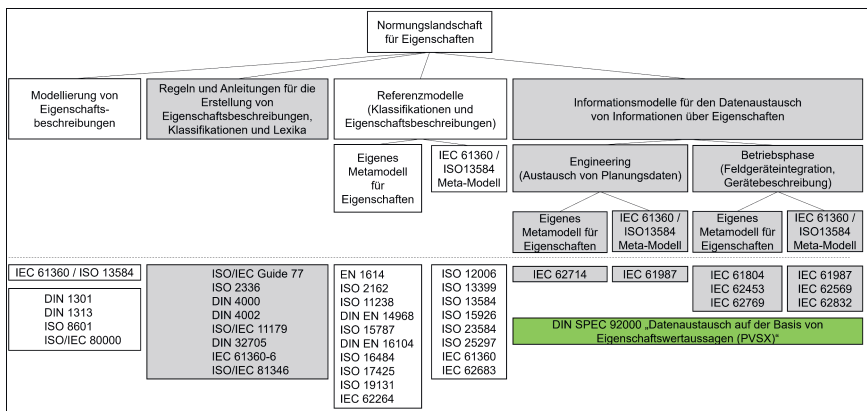 Normungslandschaft
für Eigenschaften
Modellierung von
Eigenschafts-
beschreibungen
Regeln und Anleitungen für die
Erstellung von
Eigenschaftsbeschreibungen,
Klassifikationen und Lexika
Referenzmodelle
(Klassifikationen und
Eigenschaftsbeschreibungen)
Informationsmodelle für den Datenaustausch
von Informationen über Eigenschaften
Eigenes
Metamodell
für
Eigenschaften
IEC 61360 /
ISO13584
Meta-Modell
Engineering
(Austausch von Planungsdaten)
Betriebsphase
(Feldgeräteintegration,
Gerätebeschreibung)
Eigenes
Metamodell für
Eigenschaften
IEC 61360 /
ISO13584
Meta-Modell
Eigenes
Metamodell für
Eigenschaften
IEC 61360 /
ISO13584
Meta-Modell
IEC 61360 / ISO 13584
DIN 1301
DIN 1313
ISO 8601
ISO/IEC 80000
ISO/IEC Guide 77
ISO 2336
DIN 4000
DIN 4002
ISO/IEC 11179
DIN 32705
IEC 61360-6
ISO/IEC 81346
EN 1614
ISO 2162
ISO 11238
DIN EN 14968
ISO 15787
DIN EN 16104
ISO 16484
ISO 17425
ISO 19131
IEC 62264
ISO 12006
ISO 13399
ISO 13584
ISO 15926
ISO 23584
ISO 25297
IEC 61360
IEC 62683
IEC 62714
IEC 61987
IEC 61804
IEC 62453
IEC 62769
IEC 61987
IEC 62569
IEC 62832
DIN SPEC 92000 „Datenaustausch auf der Basis von
Eigenschaftswertaussagen (PVSX)“